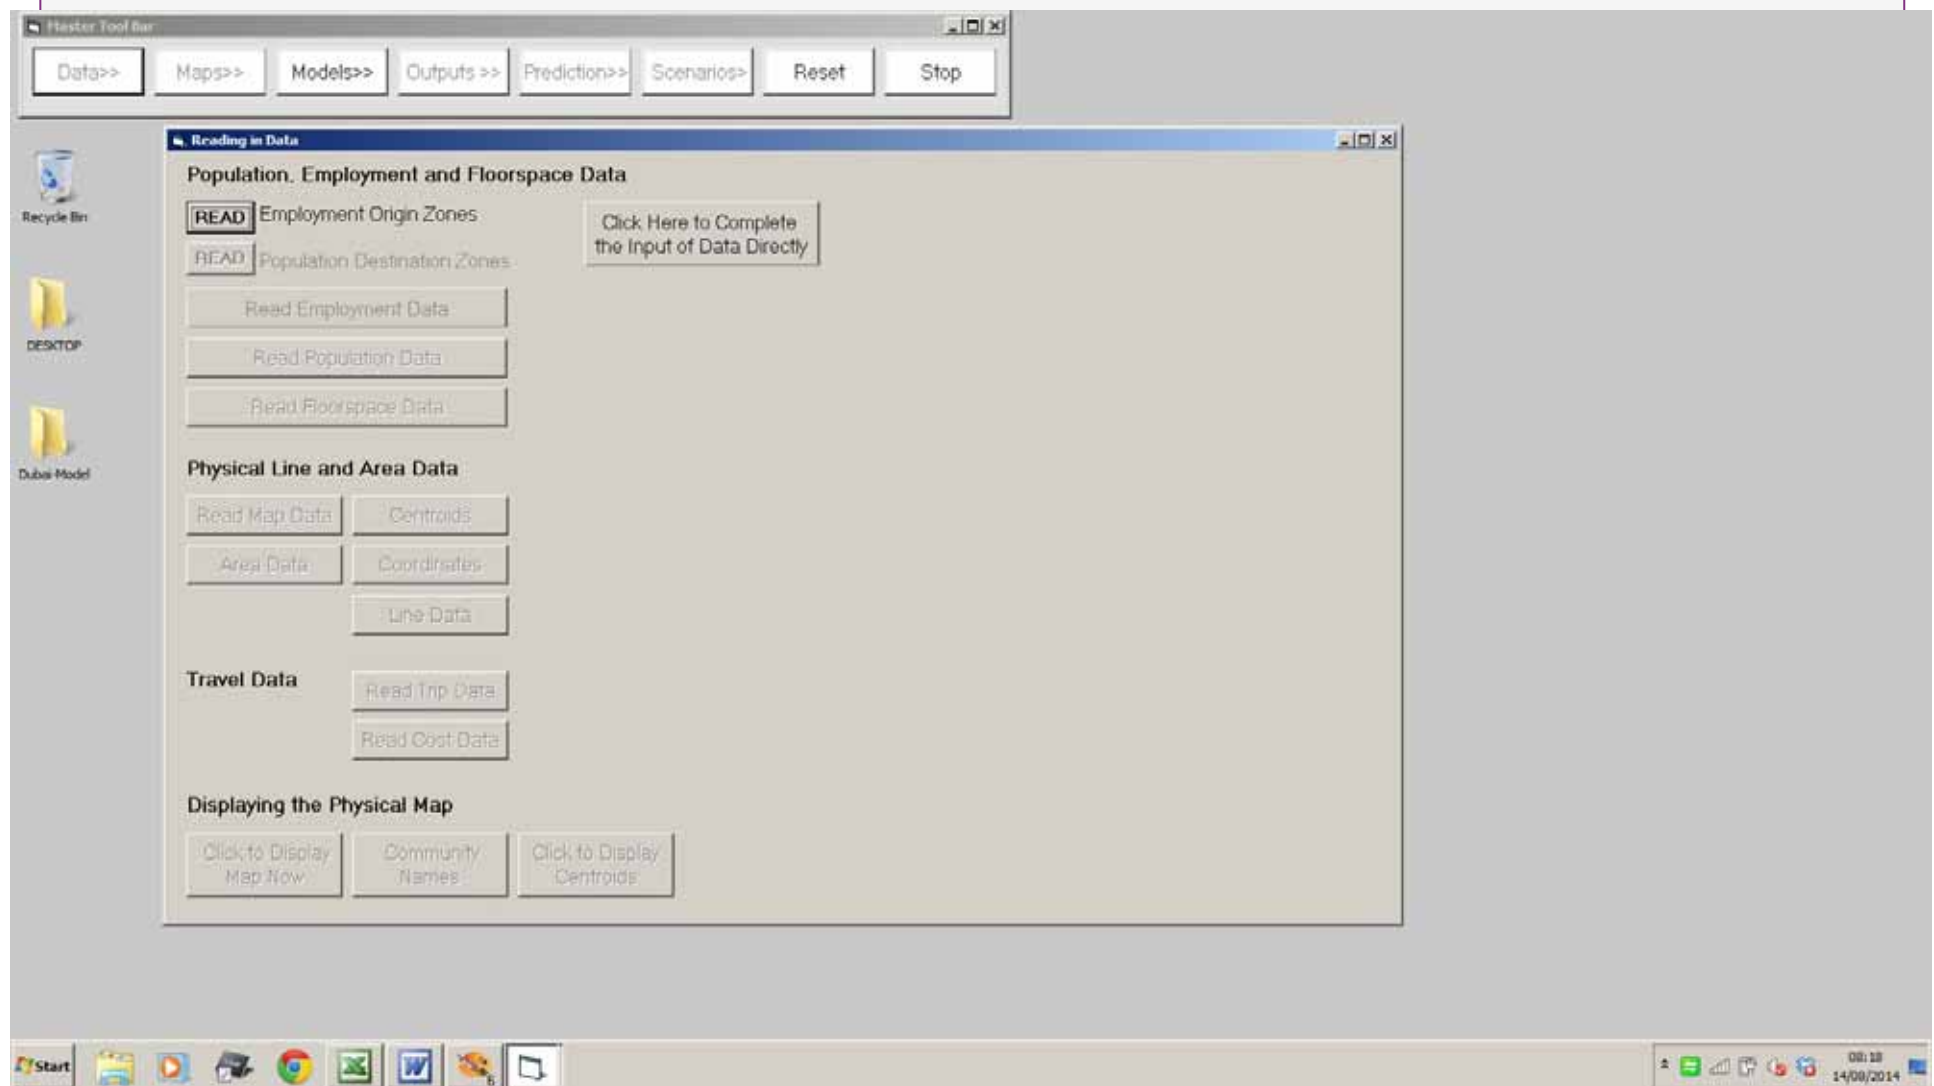 Master Tool Bar
Data>> Maps>> Models>> Outputs >> Prediction>> Scenarios> Reset Stop
Recycle Bin
DESKTOP
Dubai-Model
Reading in Data
Population, Employment and Floorspace Data
READ Employment Origin Zones
READ Population Destination Zones
Click Here to Complete
the Input of Data Directly
Read Employment Data
Read Population Data
Read Floorspace Data
Physical Line and Area Data
Read Map Data Centroids
Area Data Coordinates
Line Data
Travel Data Read Trip Data
Read Cost Data
Displaying the Physical Map
Click to Display
Map Now
Community
Names
Click to Display
Centroids
Start
08:18
14/08/2014